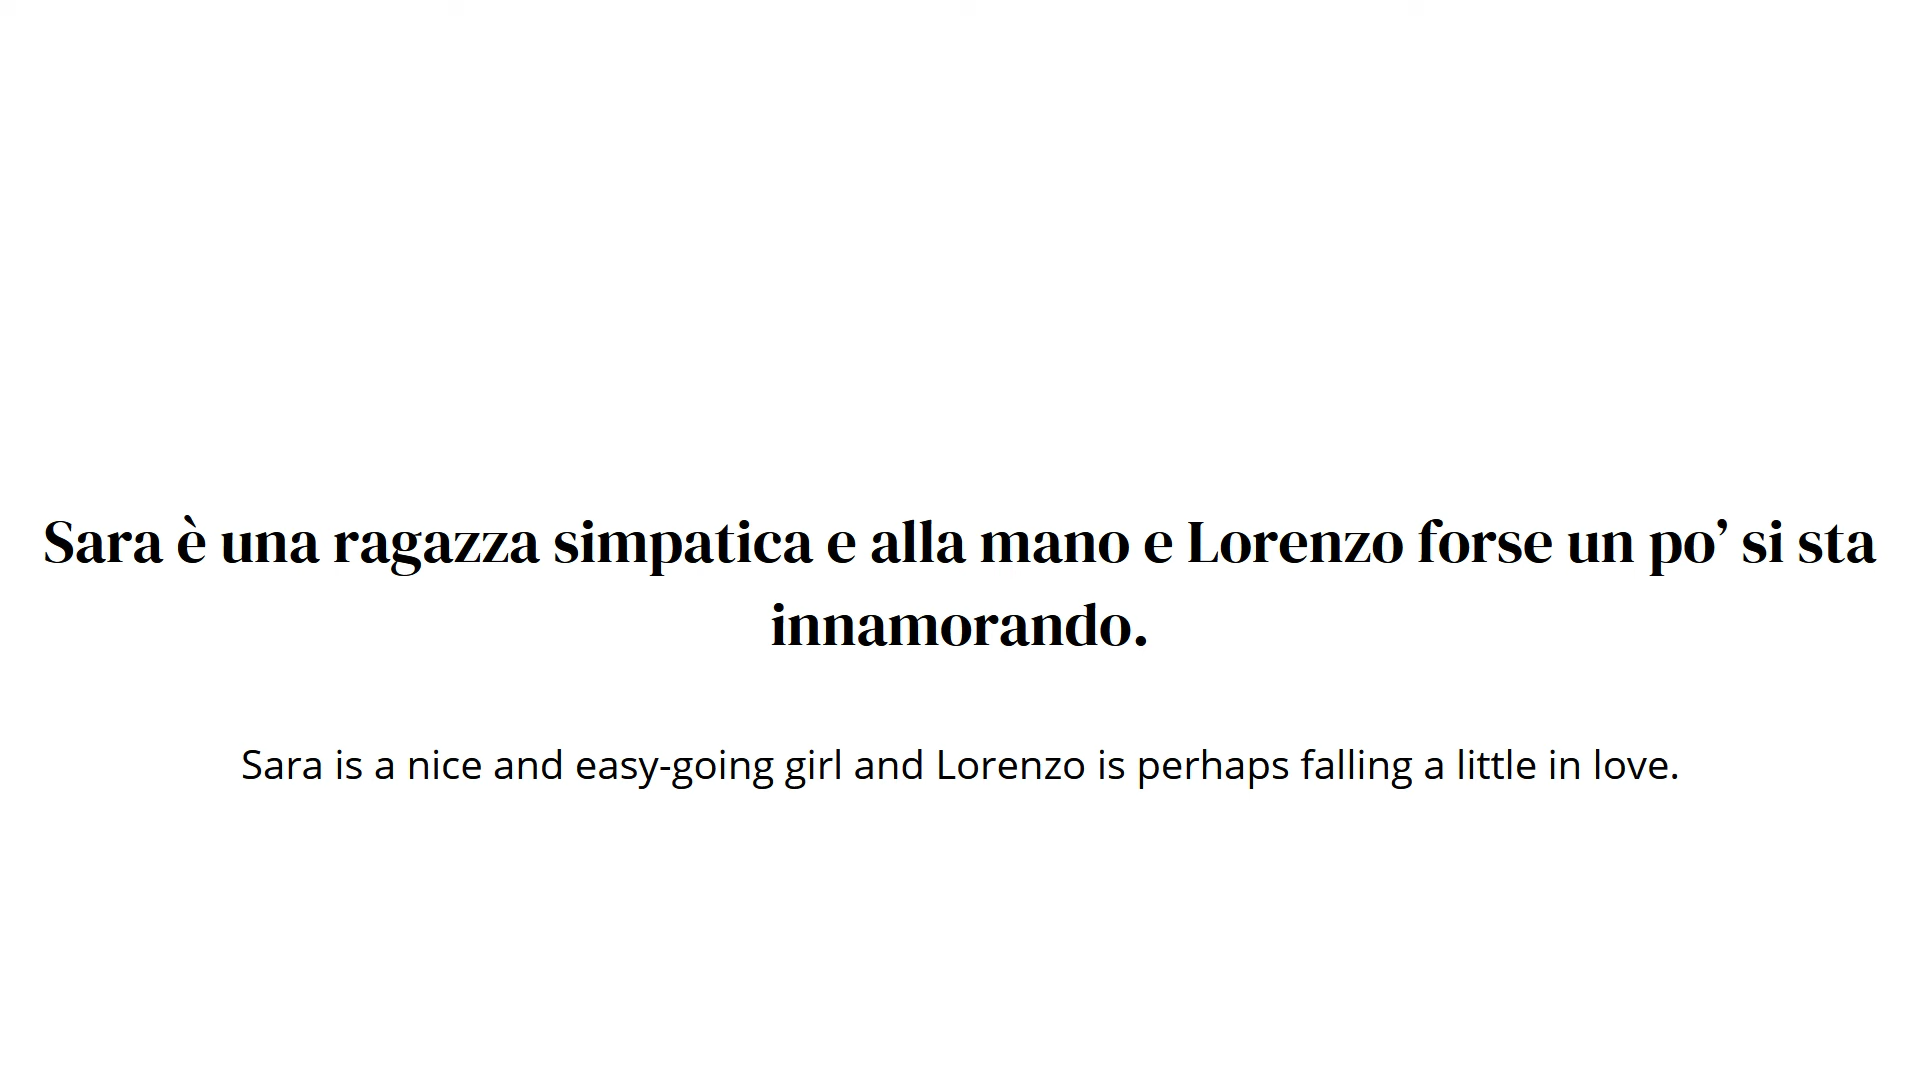 Sara è una ragazza simpatica e alla mano e Lorenzo forse un po’ si sta
innamorando.
Sara is a nice and easy-going girl and Lorenzo is perhaps falling a little in love.